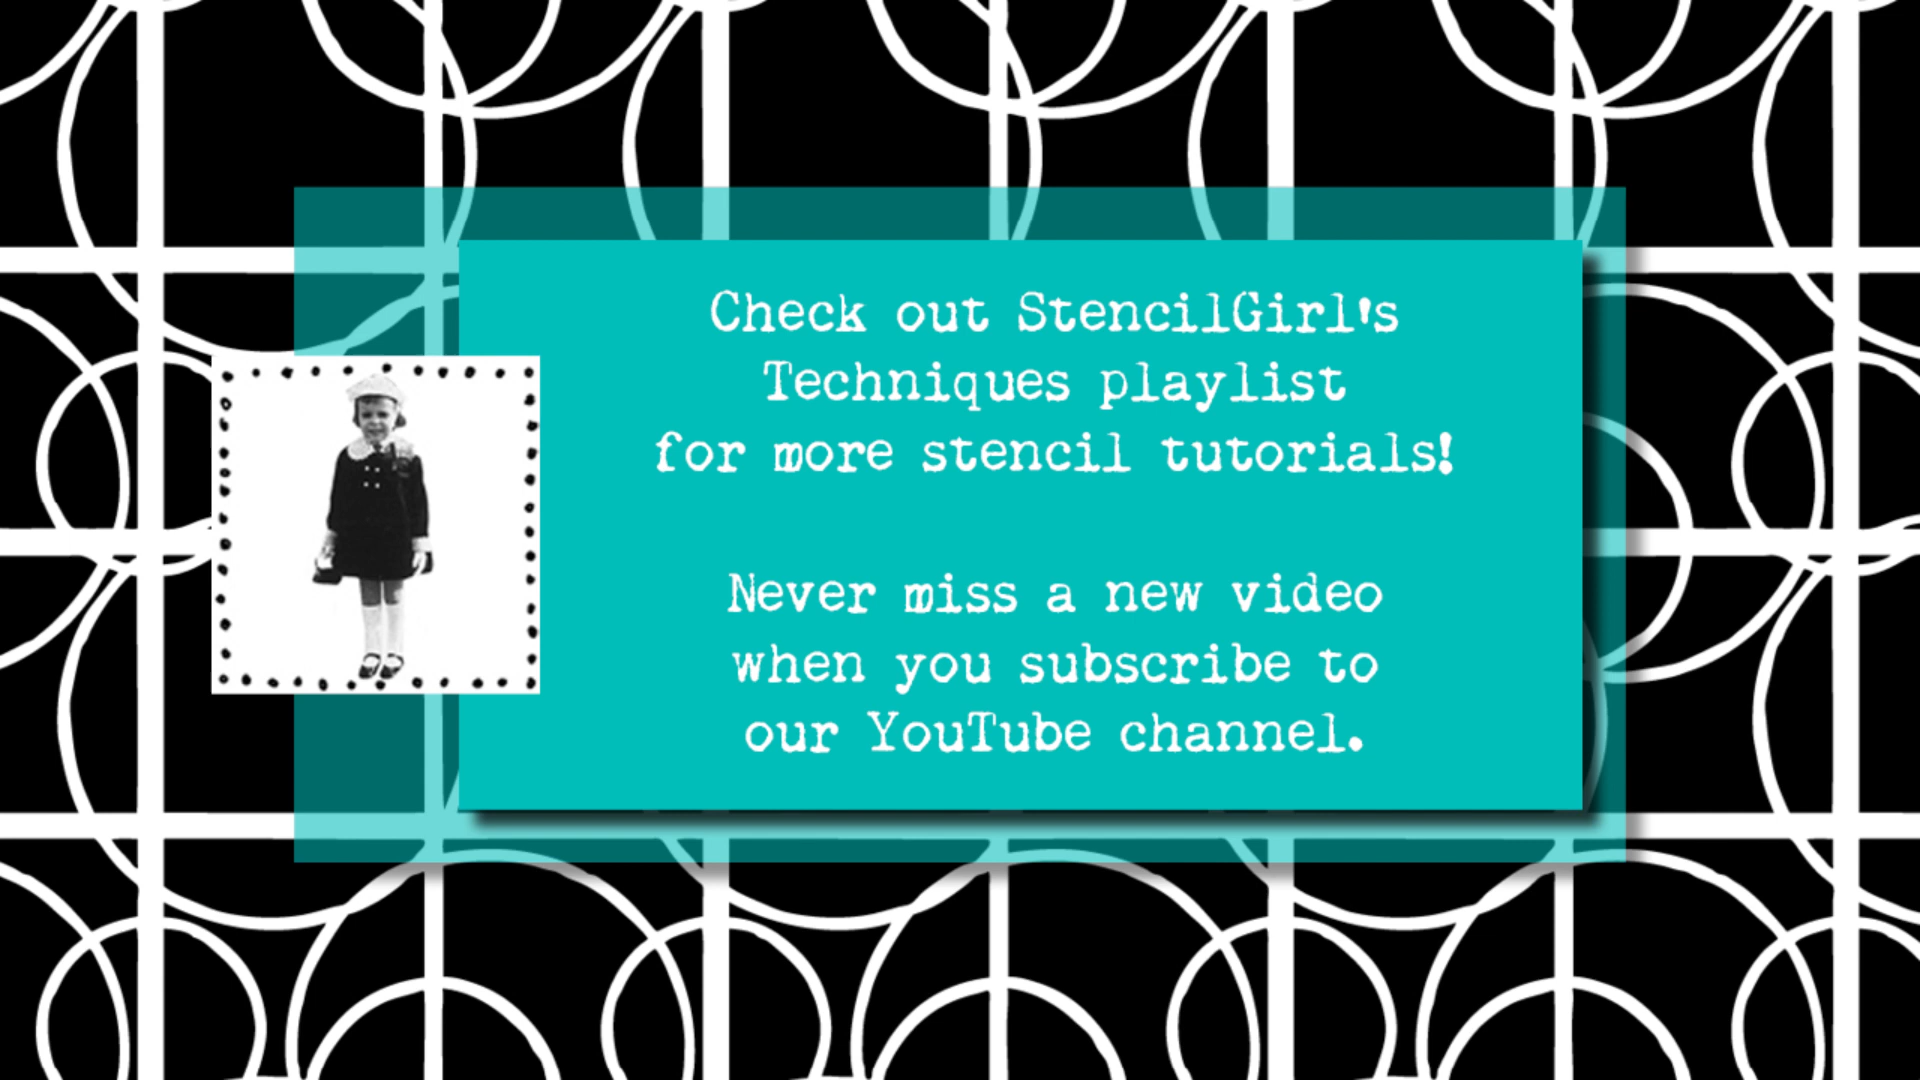 Check out StencilGirl's
Techniques playlist
for more stencil tutorials!
Never miss a new video
when you subscribe to
our YouTube channel.